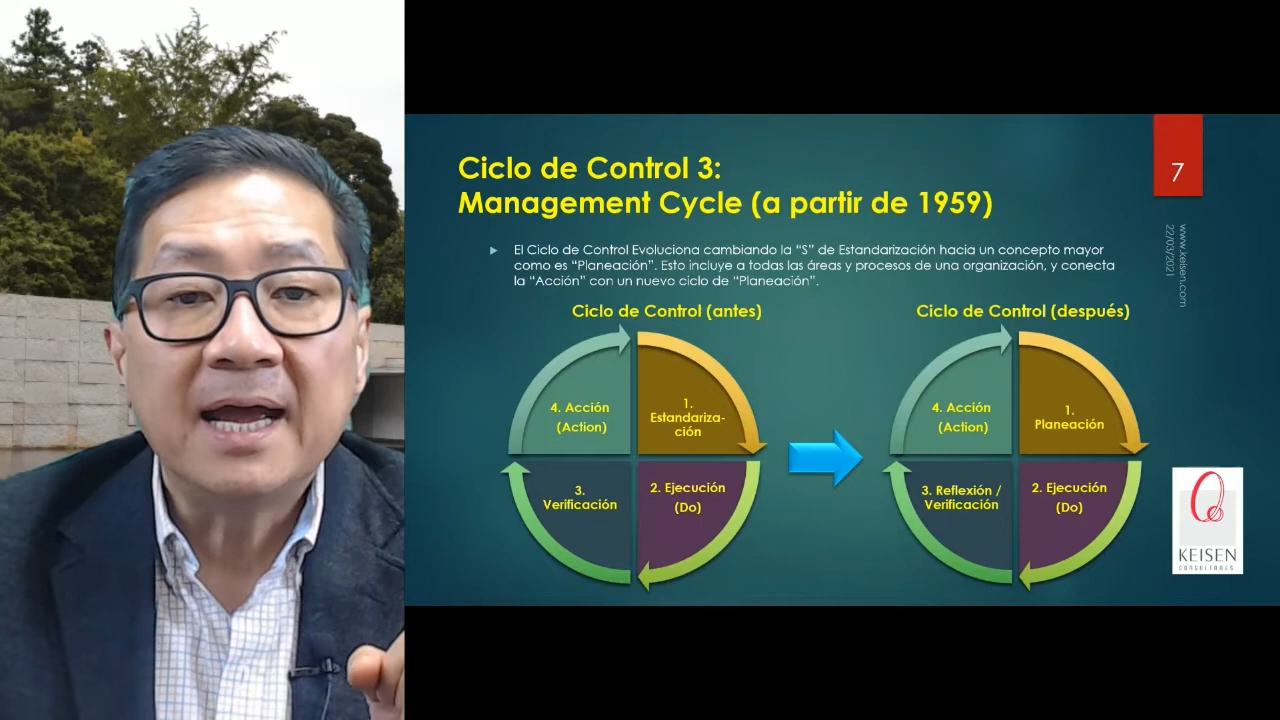 Ciclo de Control 3:
Management Cycle (a partir de 1959)
7
www.keisen.com
22/03/2021
El Ciclo de Control Evoluciona cambiando la “S” de Estandarización hacia un concepto mayor
como es “Planeación”. Esto incluye a todas las áreas y procesos de una organización, y conecta
la “Acción” con un nuevo ciclo de “Planeación”.
Ciclo de Control (antes)
4. Acción
(Action)
1.
Estandariza-
ción
3.
Verificación
2. Ejecución
(Do)
Ciclo de Control (después)
4. Acción
(Action)
1.
Planeación
3. Reflexión /
Verificación
2. Ejecución
(Do)
KEISEN
CONSULTORES